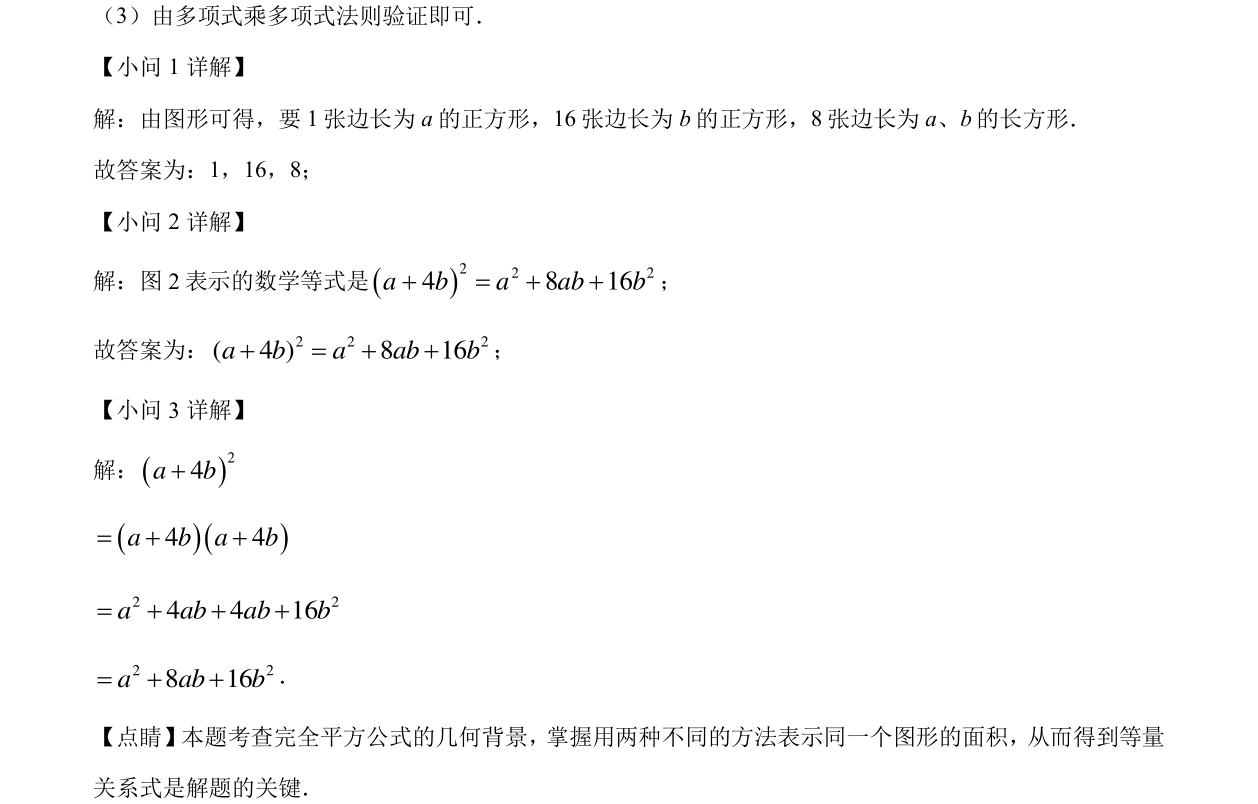 （3）由多项式乘多项式法则验证即可．
【小问 1 详解】
解：由图形可得，要 1 张边长为 a 的正方形，16 张边长为 b 的正方形，8 张边长为 a、b 的长方形．
故答案为：1，16，8；
【小问 2 详解】
解：图 2 表示的数学等式是(a + 4b)² = a² + 8ab + 16b²；
故答案为：(a + 4b)² = a² + 8ab + 16b²；
【小问 3 详解】
解：(a + 4b)²
= (a + 4b)(a + 4b)
= a² + 4ab + 4ab + 16b²
= a² + 8ab + 16b²．
【点睛】本题考查完全平方公式的几何背景，掌握用两种不同的方法表示同一个图形的面积，从而得到等量
关系式是解题的关键．